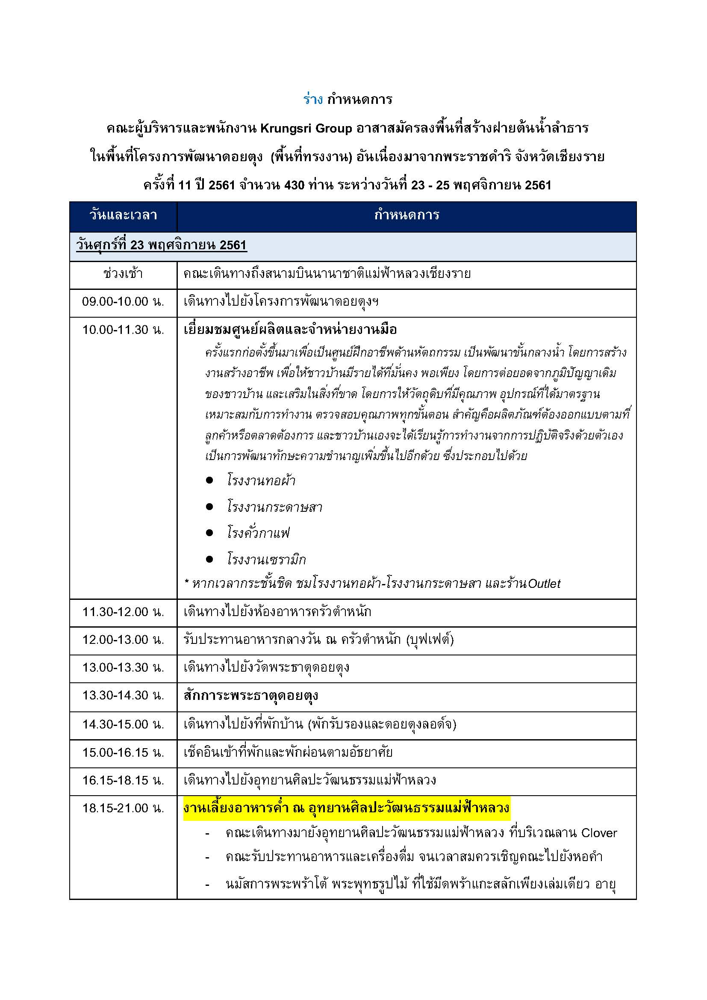 ร่าง กำหนดการ
คณะผู้บริหารและพนักงาน Krungsri Group อาสาสมัครลงพื้นที่สร้างฝายต้นน้ำลำธาร
ในพื้นที่โครงการพัฒนาดอยตุง (พื้นที่ทรงงาน) อันเนื่องมาจากพระราชดำริ จังหวัดเชียงราย
ครั้งที่ 11 ปี 2561 จำนวน 430 ท่าน ระหว่างวันที่ 23 - 25 พฤศจิกายน 2561
วันและเวลา กำหนดการ
วันศุกร์ที่ 23 พฤศจิกายน 2561
ช่วงเช้า คณะเดินทางถึงสนามบินนานาชาติแม่ฟ้าหลวงเชียงราย
09.00-10.00 น. เดินทางไปยังโครงการพัฒนาดอยตุงฯ
10.00-11.30 น. เยี่ยมชมศูนย์ผลิตและจำหน่ายงานมือ
ครั้งแรกก่อตั้งขึ้นมาเพื่อเป็นศูนย์ฝึกอาชีพด้านหัตถกรรม เป็นพัฒนาขั้นกลางน้ำ โดยการสร้าง
งานสร้างอาชีพ เพื่อให้ชาวบ้านมีรายได้ที่มั่นคง พอเพียง โดยการต่อยอดจากภูมิปัญญาเดิม
ของชาวบ้าน และเสริมในสิ่งที่ขาด โดยการให้วัตถุดิบที่มีคุณภาพ อุปกรณ์ที่ได้มาตรฐาน
เหมาะสมกับการทำงาน ตรวจสอบคุณภาพทุกขั้นตอน สำคัญคือผลิตภัณฑ์ต้องออกแบบตามที่
ลูกค้าหรือตลาดต้องการ และชาวบ้านเองจะได้เรียนรู้การทำงานจากการปฏิบัติจริงด้วยตัวเอง
เป็นการพัฒนาทักษะความชำนาญเพิ่มขึ้นไปอีกด้วย ซึ่งประกอบไปด้วย
● โรงงานทอผ้า
● โรงงานกระดาษสา
● โรงคั่วกาแฟ
● โรงงานเซรามิก
* หากเวลากระชั้นชิด ชมโรงงานทอผ้า-โรงงานกระดาษสา และร้านOutlet
11.30-12.00 น. เดินทางไปยังห้องอาหารครัวตำหนัก
12.00-13.00 น. รับประทานอาหารกลางวัน ณ ครัวตำหนัก (บุฟเฟต์)
13.00-13.30 น. เดินทางไปยังวัดพระธาตุดอยตุง
13.30-14.30 น. สักการะพระธาตุดอยตุง
14.30-15.00 น. เดินทางไปยังที่พักบ้าน (พักรับรองและดอยตุงลอด์จ)
15.00-16.15 น. เช็คอินเข้าที่พักและพักผ่อนตามอัธยาศัย
16.15-18.15 น. เดินทางไปยังอุทยานศิลปะวัฒนธรรมแม่ฟ้าหลวง
18.15-21.00 น. งานเลี้ยงอาหารค่ำ ณ อุทยานศิลปะวัฒนธรรมแม่ฟ้าหลวง
- คณะเดินทางมายังอุทยานศิลปะวัฒนธรรมแม่ฟ้าหลวง ที่บริเวณลาน Clover
- คณะรับประทานอาหารและเครื่องดื่ม จนเวลาสมควรเชิญคณะไปยังหอคำ
- นมัสการพระพร้าโต้ พระพุทธรูปไม้ ที่ใช้มีดพร้าแกะสลักเพียงเล่มเดียว อายุ